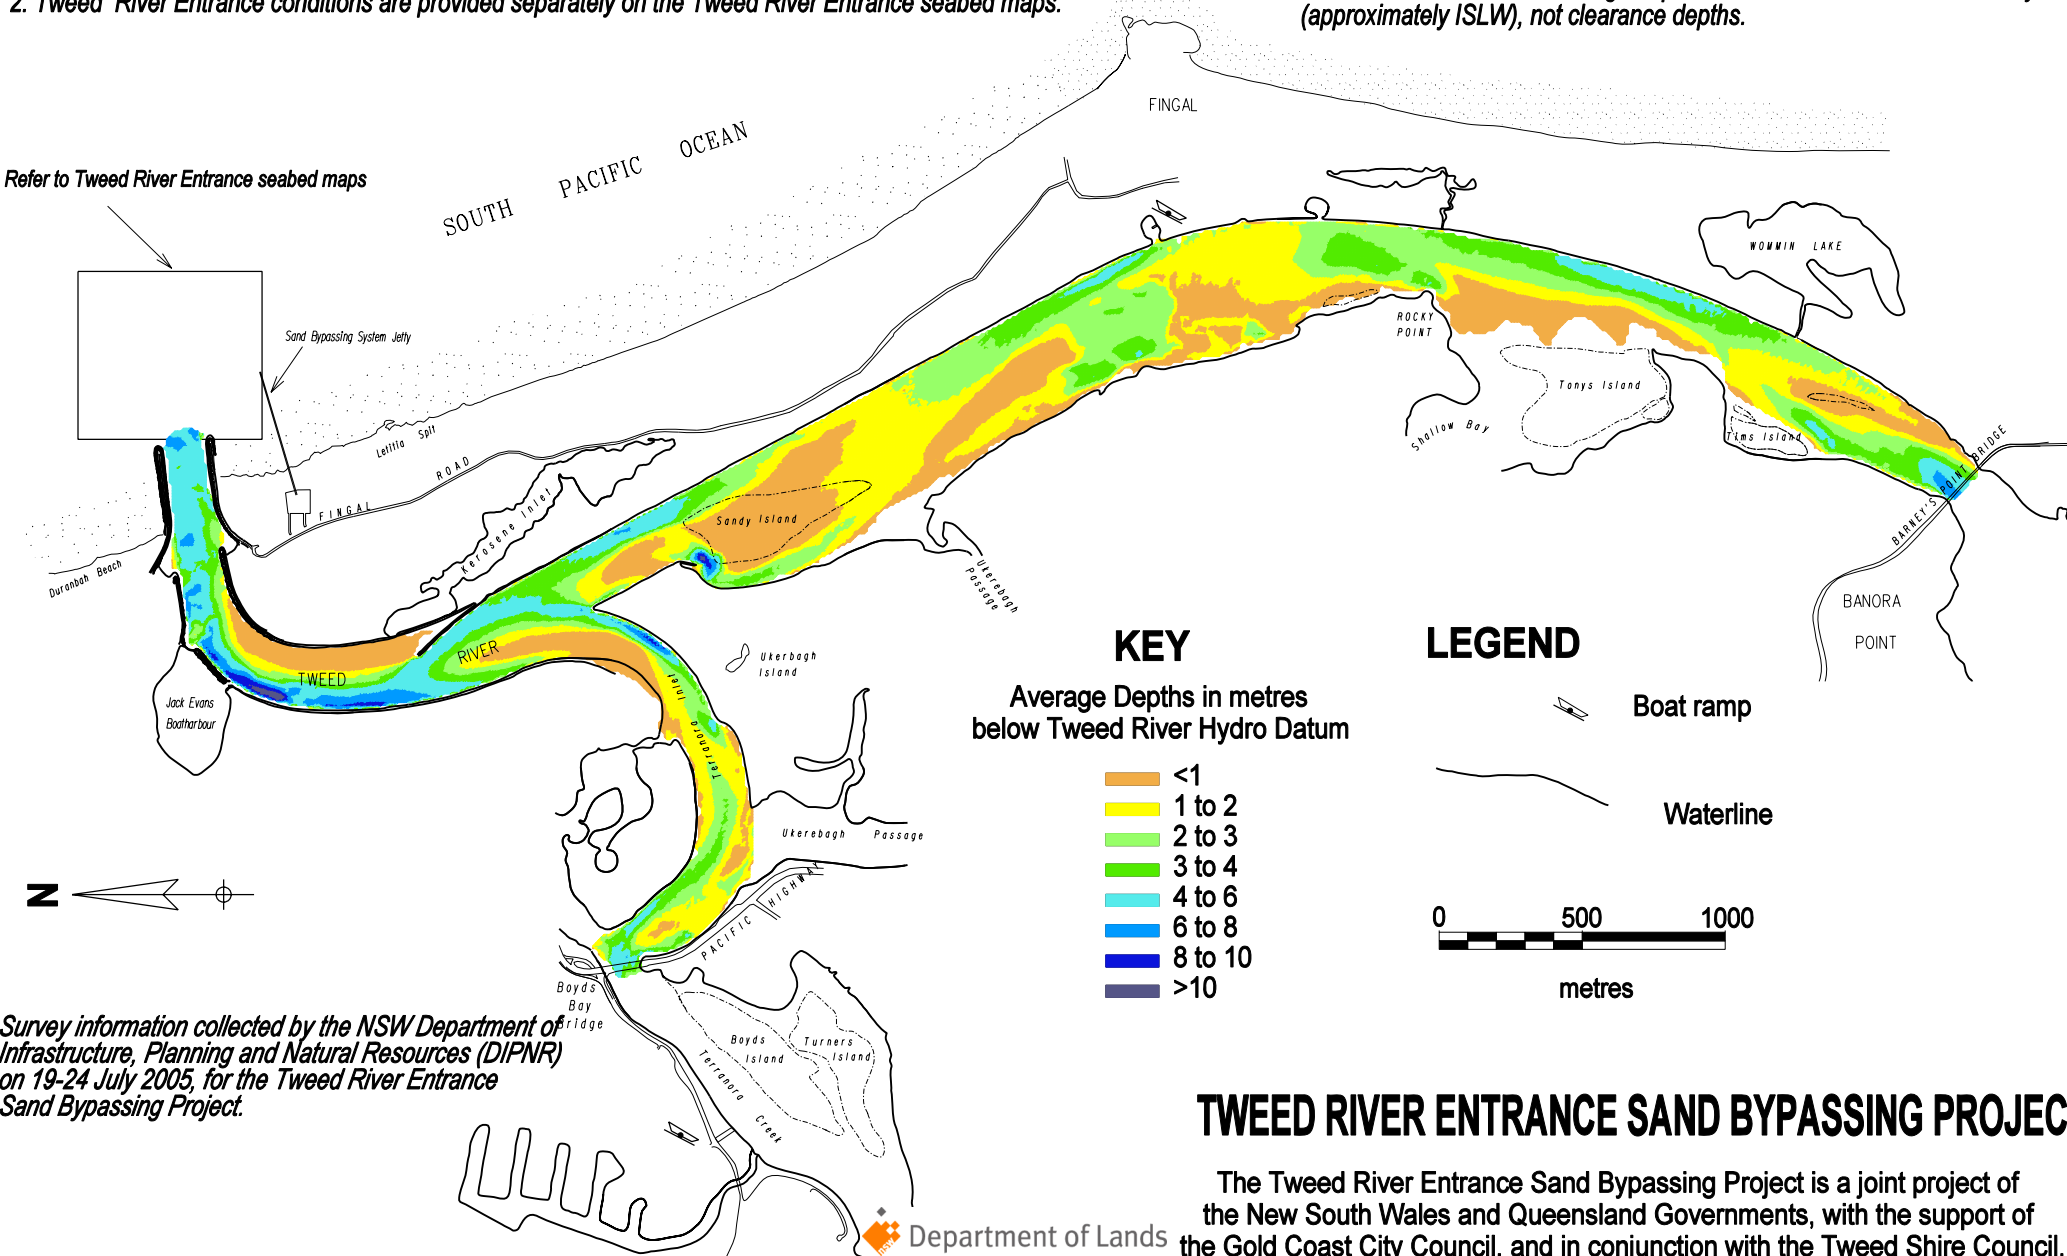 2. Tweed River Entrance conditions are provided separately on the Tweed River Entrance seabed maps.
(approximately ISLW), not clearance depths.
FINGAL
SOUTH PACIFIC OCEAN
Refer to Tweed River Entrance seabed maps
Sand Bypassing System Jetty
WOMMIN LAKE
ROCKY
POINT
Tonys Island
Shallow Bay
Tims Island
BARNEY'S POINT BRIDGE
Letitia Spit
FINGAL ROAD
Kerosene Inlet
Sandy Island
Ukerebagh
Passage
Duranbah Beach
BANORA
POINT
RIVER
TWEED
Jack Evans
Boatharbour
Ukerbagh
Island
Terranora Inlet
Ukerebagh Passage
PACIFIC HIGHWAY
N
KEY
Average Depths in metres
below Tweed River Hydro Datum
<1
1 to 2
2 to 3
3 to 4
4 to 6
6 to 8
8 to 10
>10
LEGEND
Boat ramp
Waterline
0 500 1000
metres
Boyds
Bay
Bridge
Boyds
Island
Turners
Island
Terranora Creek
Survey information collected by the NSW Department of
Infrastructure, Planning and Natural Resources (DIPNR)
on 19-24 July 2005, for the Tweed River Entrance
Sand Bypassing Project.
TWEED RIVER ENTRANCE SAND BYPASSING PROJEC
The Tweed River Entrance Sand Bypassing Project is a joint project of
the New South Wales and Queensland Governments, with the support of
the Gold Coast City Council, and in conjunction with the Tweed Shire Council
NSW
Department of Lands